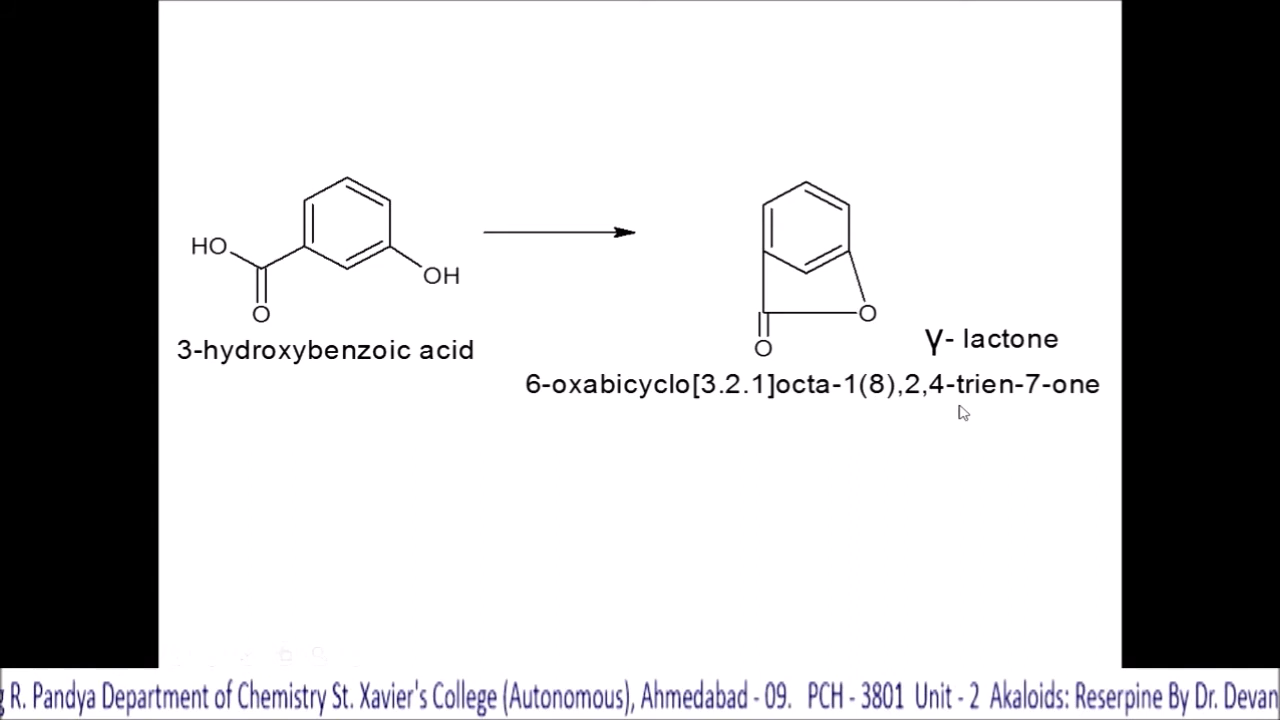 HO
OH
O
3-hydroxybenzoic acid
O
O
γ- lactone
6-oxabicyclo[3.2.1]octa-1(8),2,4-trien-7-one
g R. Pandya Department of Chemistry St. Xavier's College (Autonomous), Ahmedabad - 09. PCH - 3801 Unit - 2 Akaloids: Reserpine By Dr. Devan